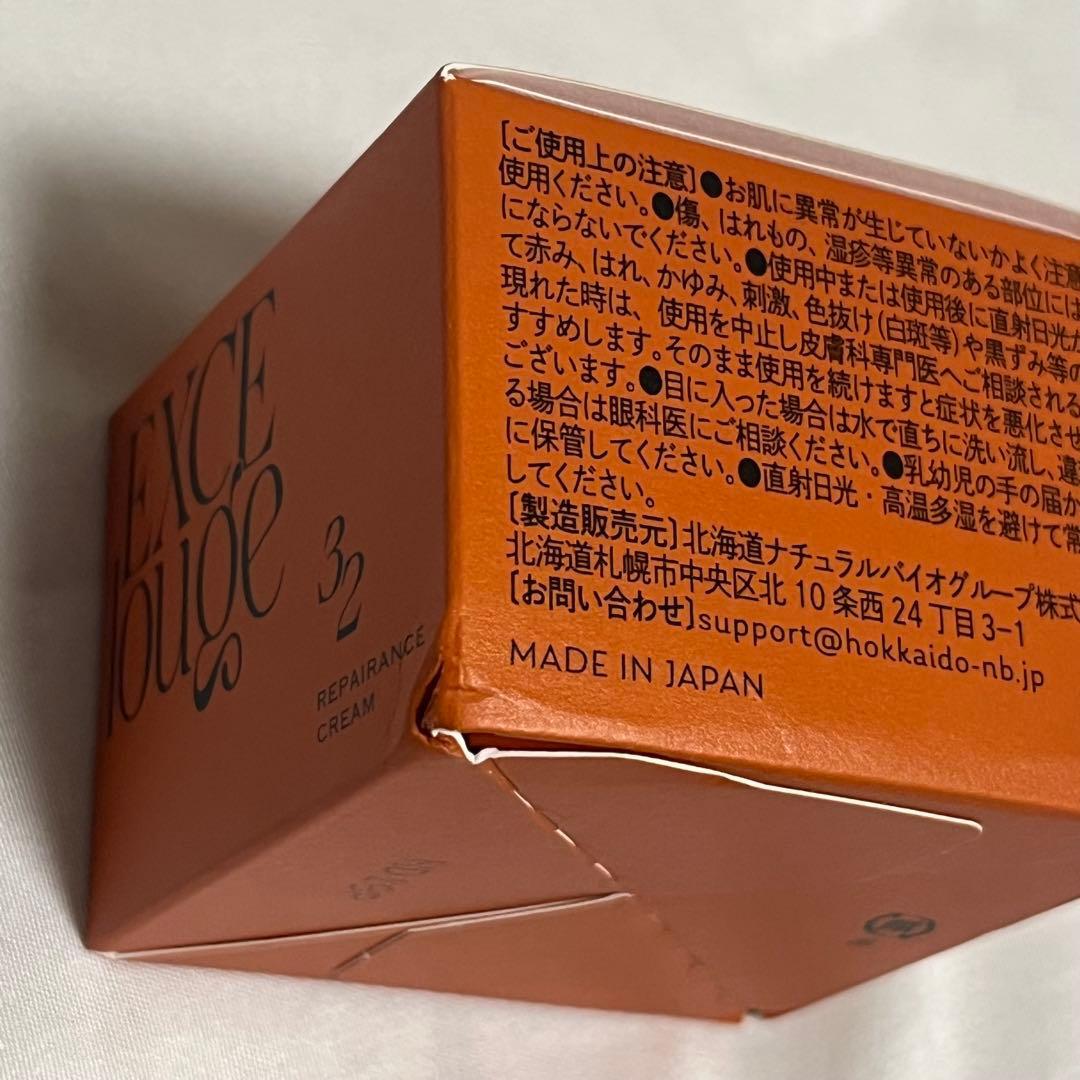 EXCE
rouge
32
REPAIRANCE
CREAM
[ご使用上の注意]●お肌に異常が生じていないかよく注意
使用ください。●傷、はれもの、湿疹等異常のある部位には
にならないでください。●使用中または使用後に直射日光が
て赤み、はれ、かゆみ、刺激、色抜け(白斑等)や黒ずみ等の
現れた時は、使用を中止し皮膚科専門医へご相談される
すすめします。そのまま使用を続けますと症状を悪化させ
ございます。●目に入った場合は水で直ちに洗い流し、違
る場合は眼科医にご相談ください。●乳幼児の手の届か
に保管してください。●直射日光・高温多湿を避けて常
してください。
[製造販売元]北海道ナチュラルバイオグループ株式
北海道札幌市中央区北10条西24丁目3-1
[お問い合わせ]support@hokkaido-nb.jp
MADE IN JAPAN